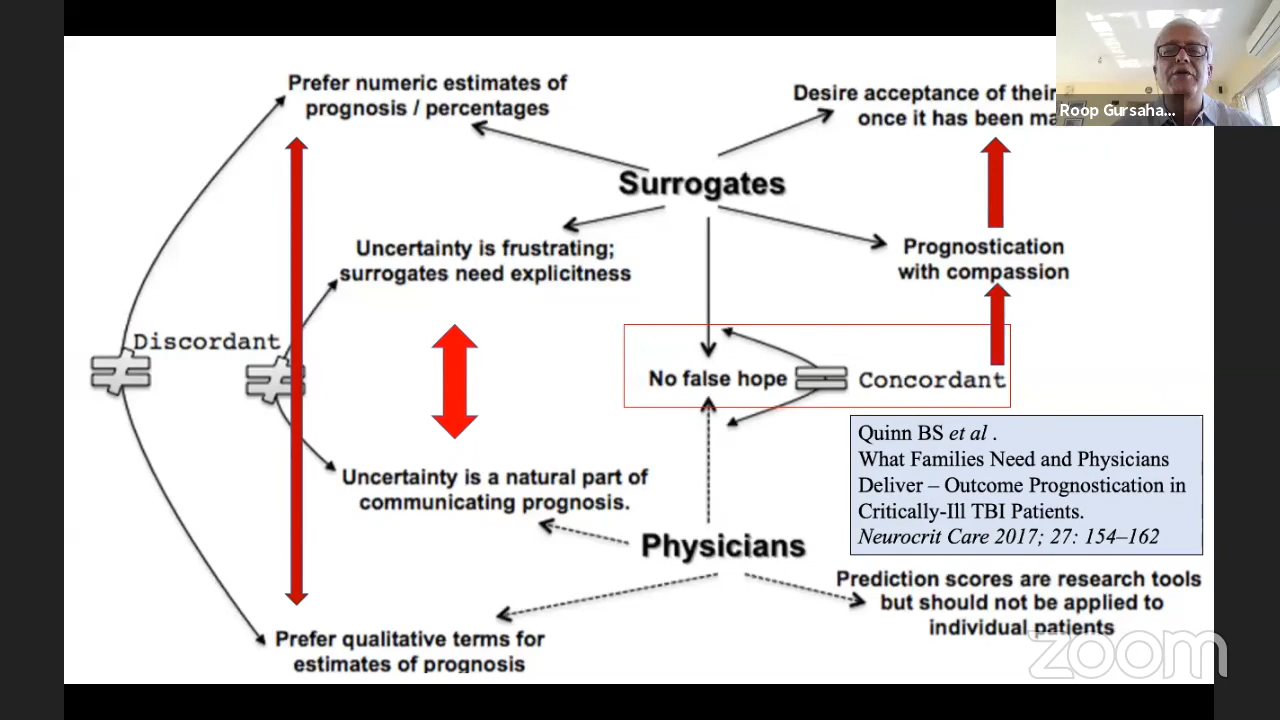 Prefer numeric estimates of
prognosis / percentages
Desire acceptance of their
once it has been
Roop Gursaha...
Surrogates
Uncertainty is frustrating;
surrogates need explicitness
Prognostication
with compassion
Discordant
No false hope
Concordant
Quinn BS et al .
What Families Need and Physicians
Deliver – Outcome Prognostication in
Critically-Ill TBI Patients.
Neurocrit Care 2017; 27: 154–162
Uncertainty is a natural part of
communicating prognosis.
Physicians
Prediction scores are research tools
but should not be applied to
individual patients
Prefer qualitative terms for
estimates of prognosis
zoom